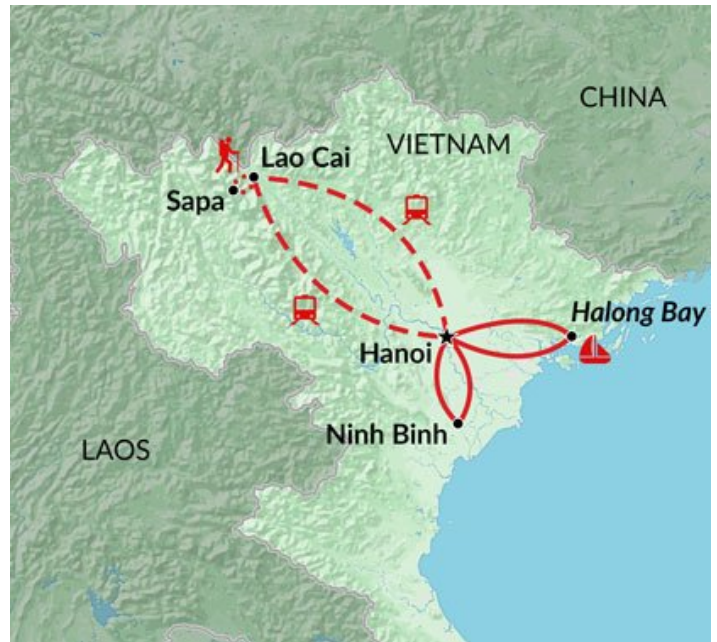 CHINA
VIETNAM
Lao Cai
Sapa
Halong Bay
Hanoi
Ninh Binh
LAOS